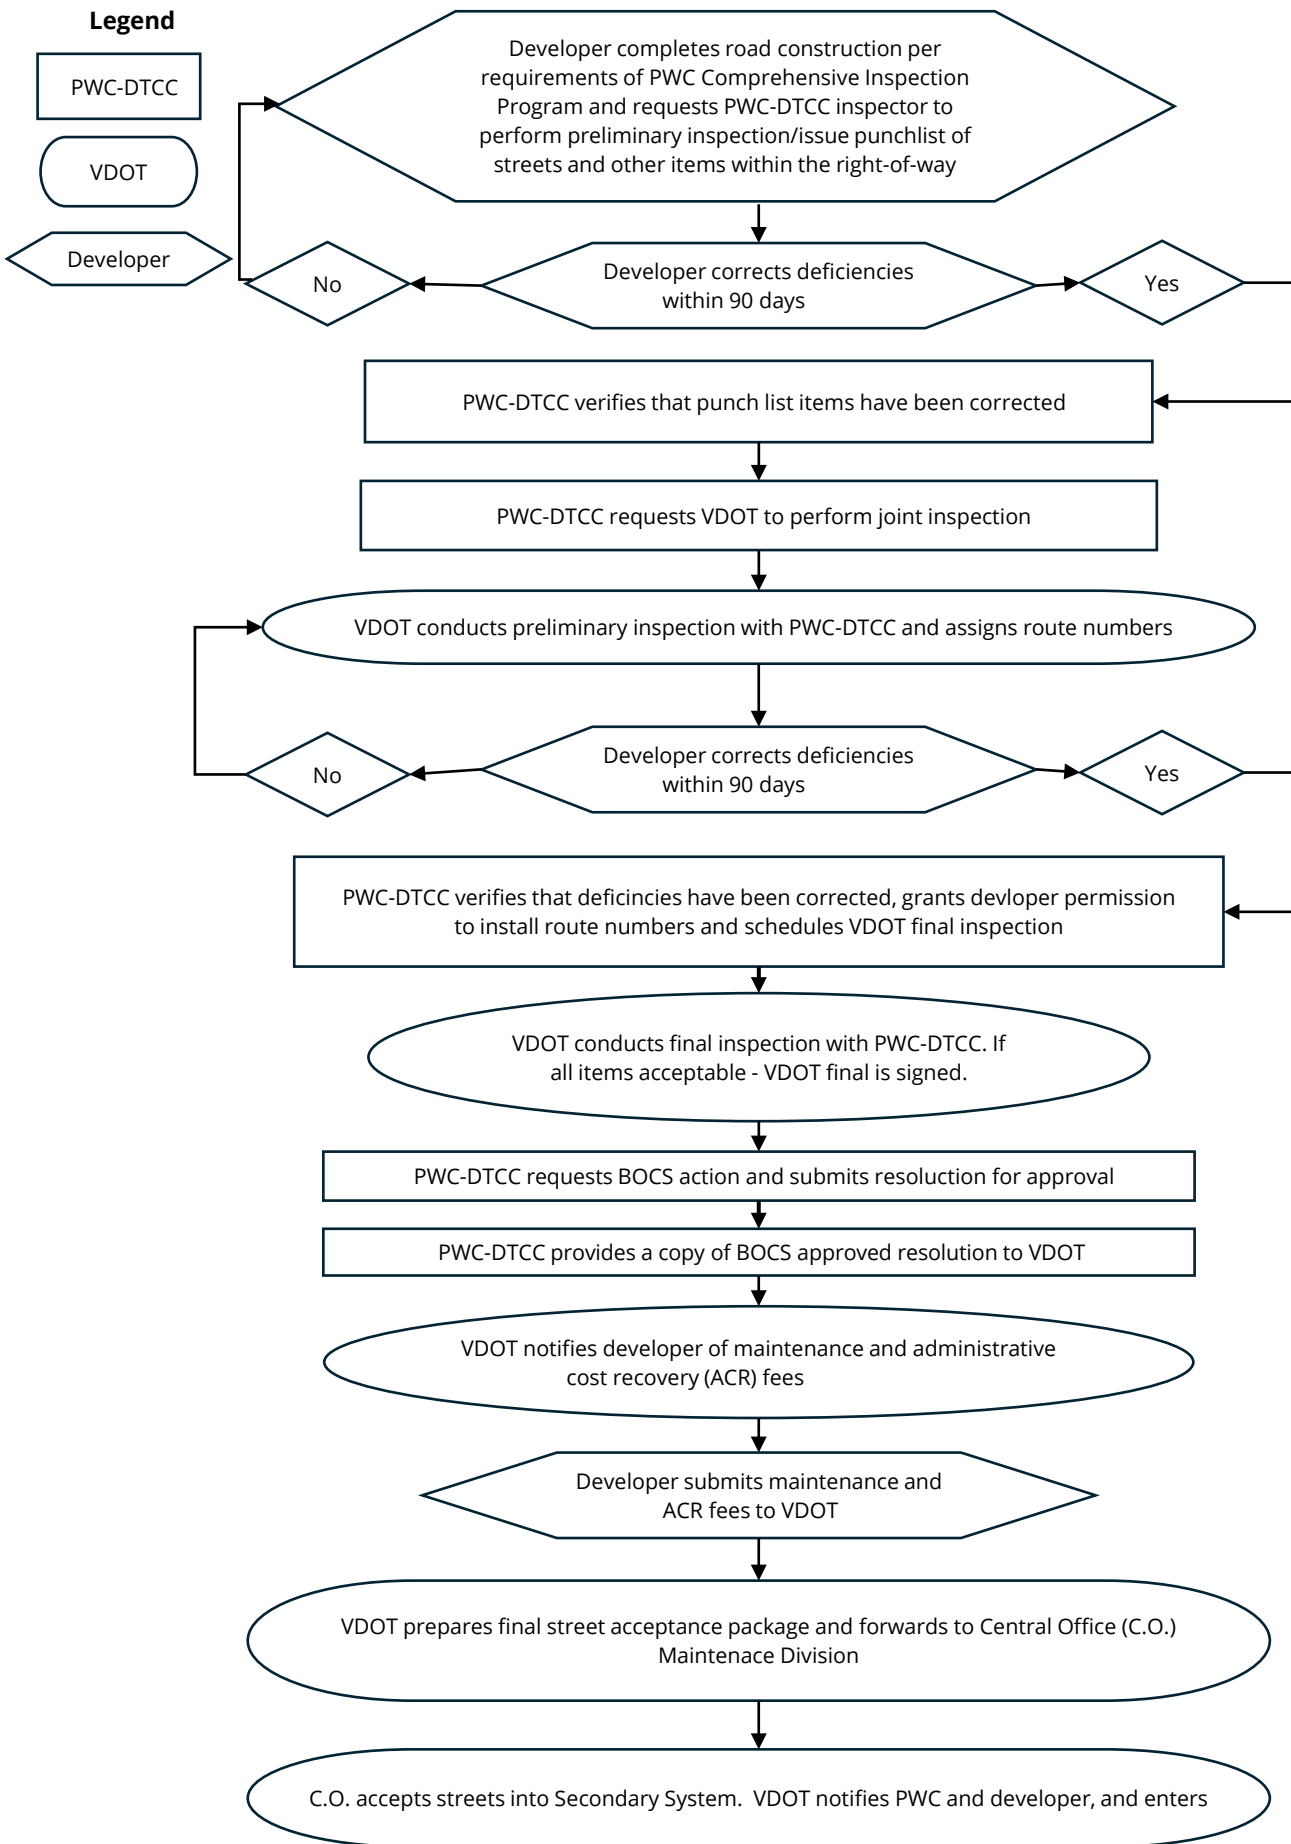 Legend
PWC-DTCC
VDOT
Developer
Developer completes road construction per
requirements of PWC Comprehensive Inspection
Program and requests PWC-DTCC inspector to
perform preliminary inspection/issue punchlist of
streets and other items within the right-of-way
No
Developer corrects deficiencies
within 90 days
Yes
PWC-DTCC verifies that punch list items have been corrected
PWC-DTCC requests VDOT to perform joint inspection
VDOT conducts preliminary inspection with PWC-DTCC and assigns route numbers
No
Developer corrects deficiencies
within 90 days
Yes
PWC-DTCC verifies that deficincies have been corrected, grants devloper permission
to install route numbers and schedules VDOT final inspection
VDOT conducts final inspection with PWC-DTCC. If
all items acceptable - VDOT final is signed.
PWC-DTCC requests BOCS action and submits resoluction for approval
PWC-DTCC provides a copy of BOCS approved resolution to VDOT
VDOT notifies developer of maintenance and administrative
cost recovery (ACR) fees
Developer submits maintenance and
ACR fees to VDOT
VDOT prepares final street acceptance package and forwards to Central Office (C.O.)
Maintenace Division
C.O. accepts streets into Secondary System.  VDOT notifies PWC and developer, and enters